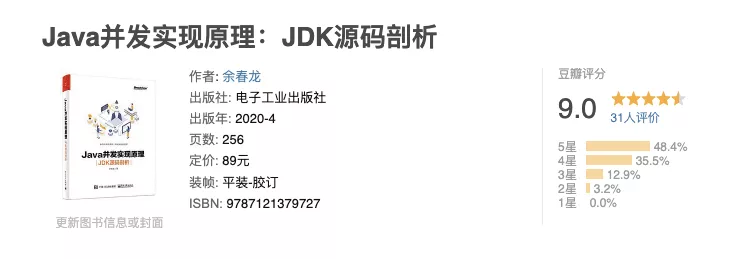 Java并发实现原理：JDK源码剖析
Java并发实现原理
JDK源码剖析
更新图书信息或封面
作者: 余春龙
出版社: 电子工业出版社
出版年: 2020-4
页数: 256
定价: 89元
装帧: 平装-胶订
ISBN: 9787121379727
豆瓣评分
9.0
31人评价
5星 48.4%
4星 35.5%
3星 12.9%
2星 3.2%
1星 0.0%